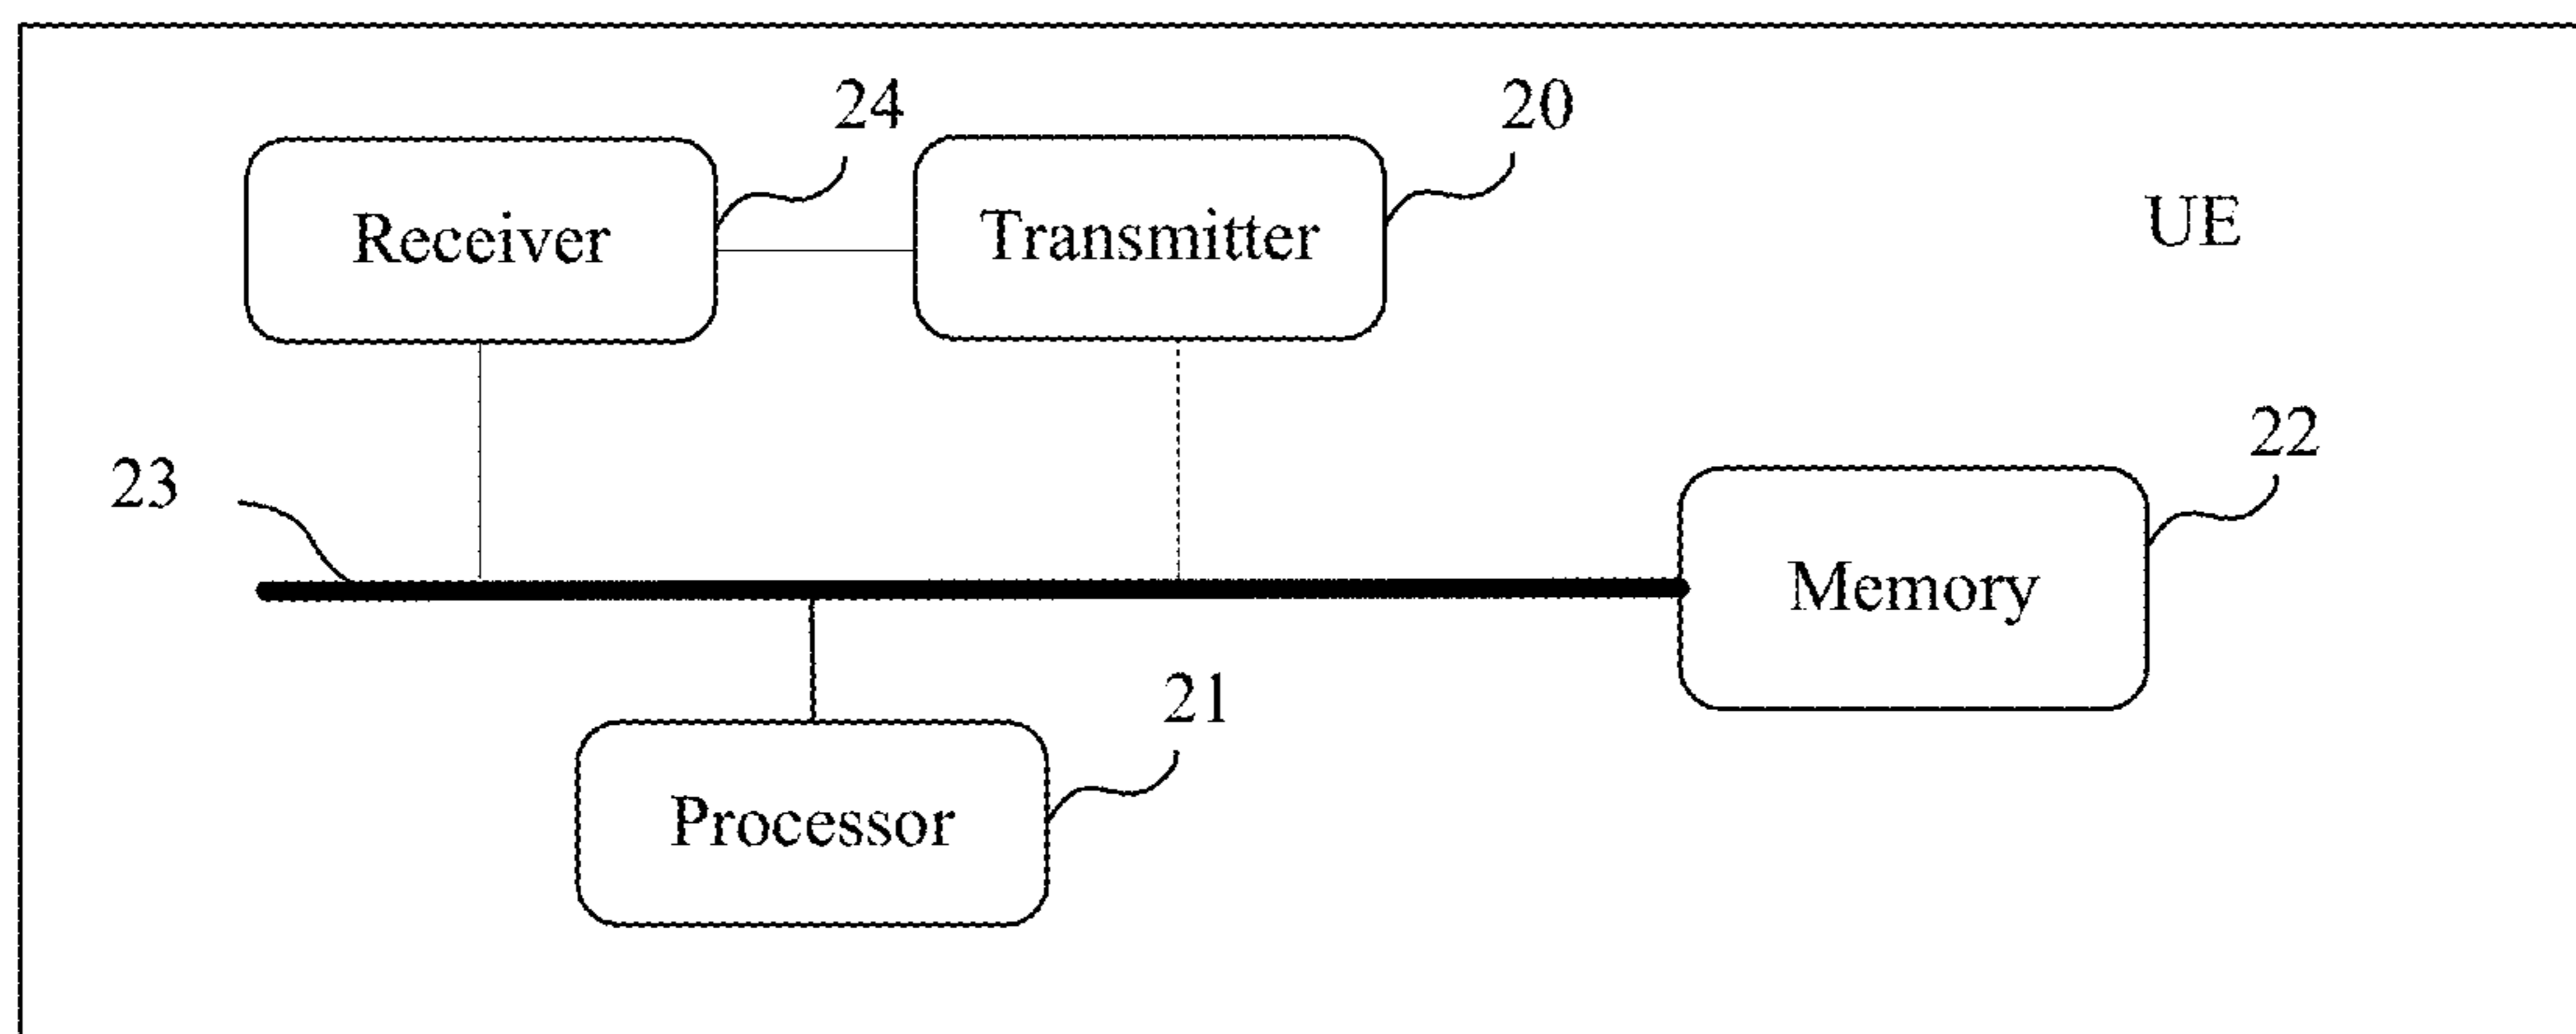 24
20
Receiver
Transmitter
UE
23
22
Memory
21
Processor